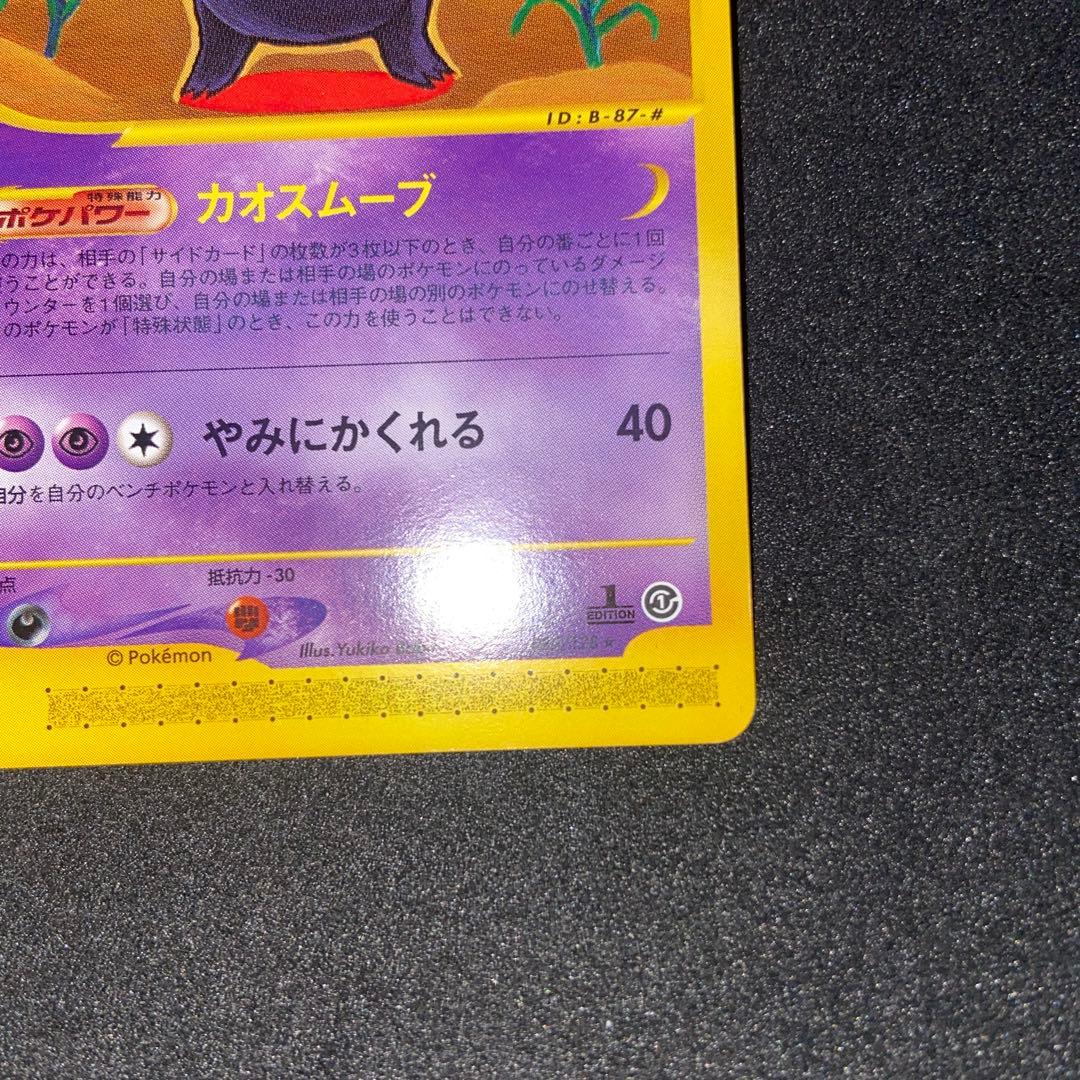 ID : B-87-#
特殊能力
ポケパワー カオスムーブ
の力は、相手の「サイドカード」の枚数が3枚以下のとき、自分の番ごとに1回
うことができる。自分の場または相手の場のポケモンにのっているダメージ
ウンターを1個選び、自分の場または相手の場の別のポケモンにのせ替える。
のポケモンが「特殊状態」のとき、この力を使うことはできない。
やみにかくれる 40
自分を自分のベンチポケモンと入れ替える。
点
抵抗力 -30
1
EDITION
© Pokémon
Illus. Yukiko